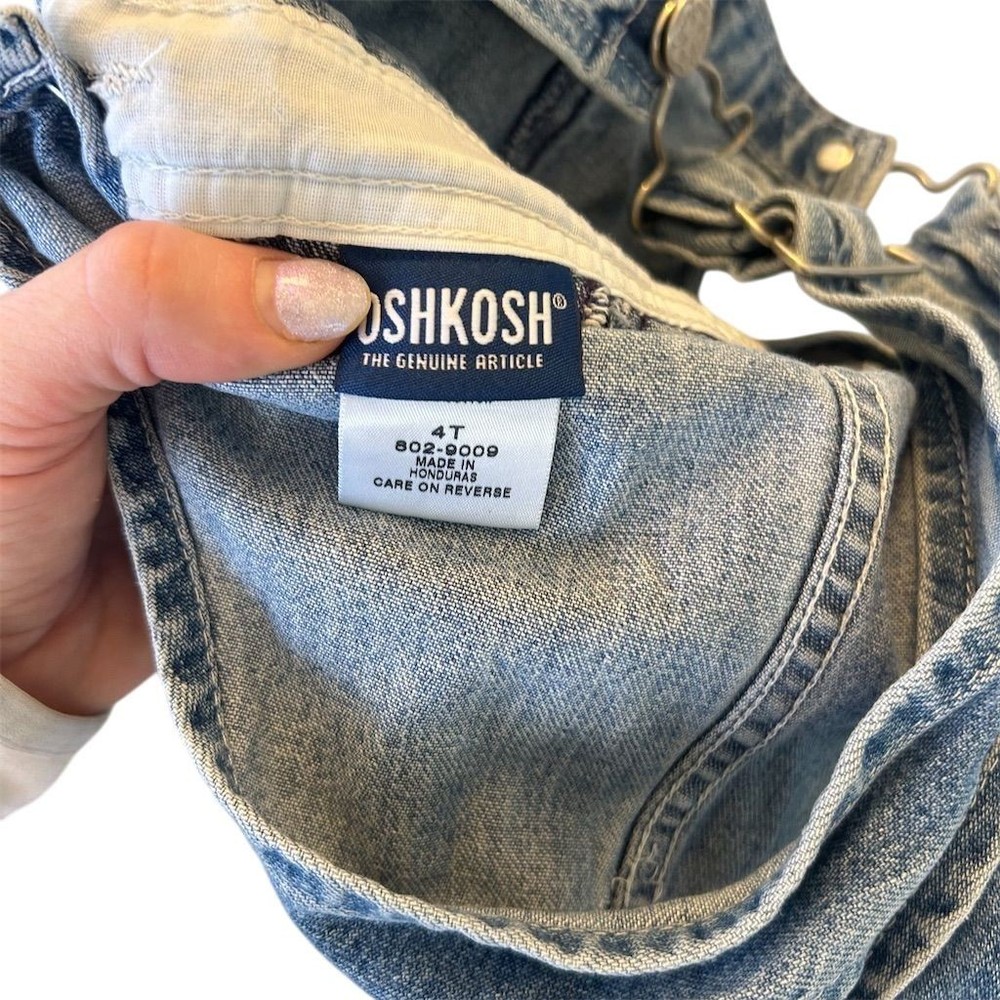 OSHKOSH®
THE GENUINE ARTICLE
4T
802-9009
MADE IN
HONDURAS
CARE ON REVERSE